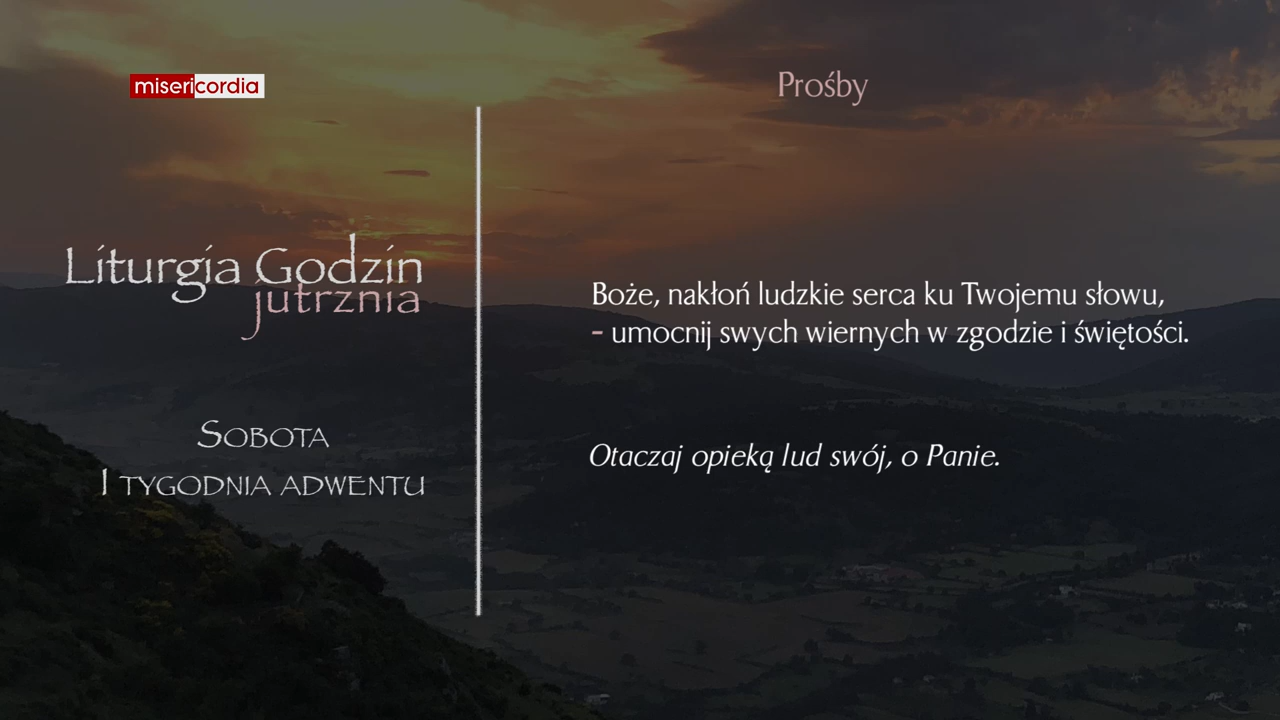 misericordia
Liturgia Godzin
jutrznia
Sobota
I tygodnia adwentu
Prośby
Boże, nakłoń ludzkie serca ku Twojemu słowu,
- umocnij swych wiernych w zgodzie i świętości.
Otaczaj opieką lud swój, o Panie.